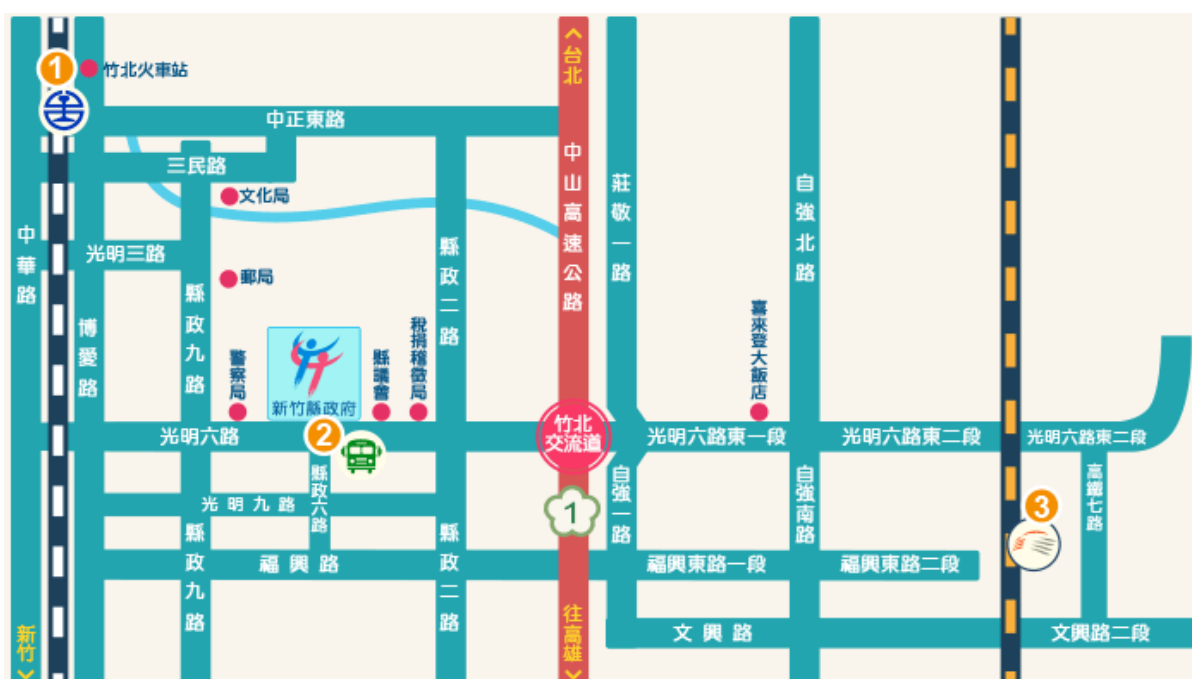 1
竹北火車站
台北
中正東路
三民路
文化局
中華路
光明三路
郵局
縣政九路
縣政二路
中山高速公路
莊敬一路
自強北路
博愛路
警察局
新竹縣政府
縣議會
稅捐稽徵局
喜來登大飯店
光明六路
2
竹北
交流道
光明六路東一段
光明六路東二段
光明六路東二段
縣政六路
光明九路
1
自強一路
自強南路
高鐵七路
3
縣政九路
福興路
縣政二路
福興東路一段
福興東路二段
新竹
往高雄
文興路
文興路二段